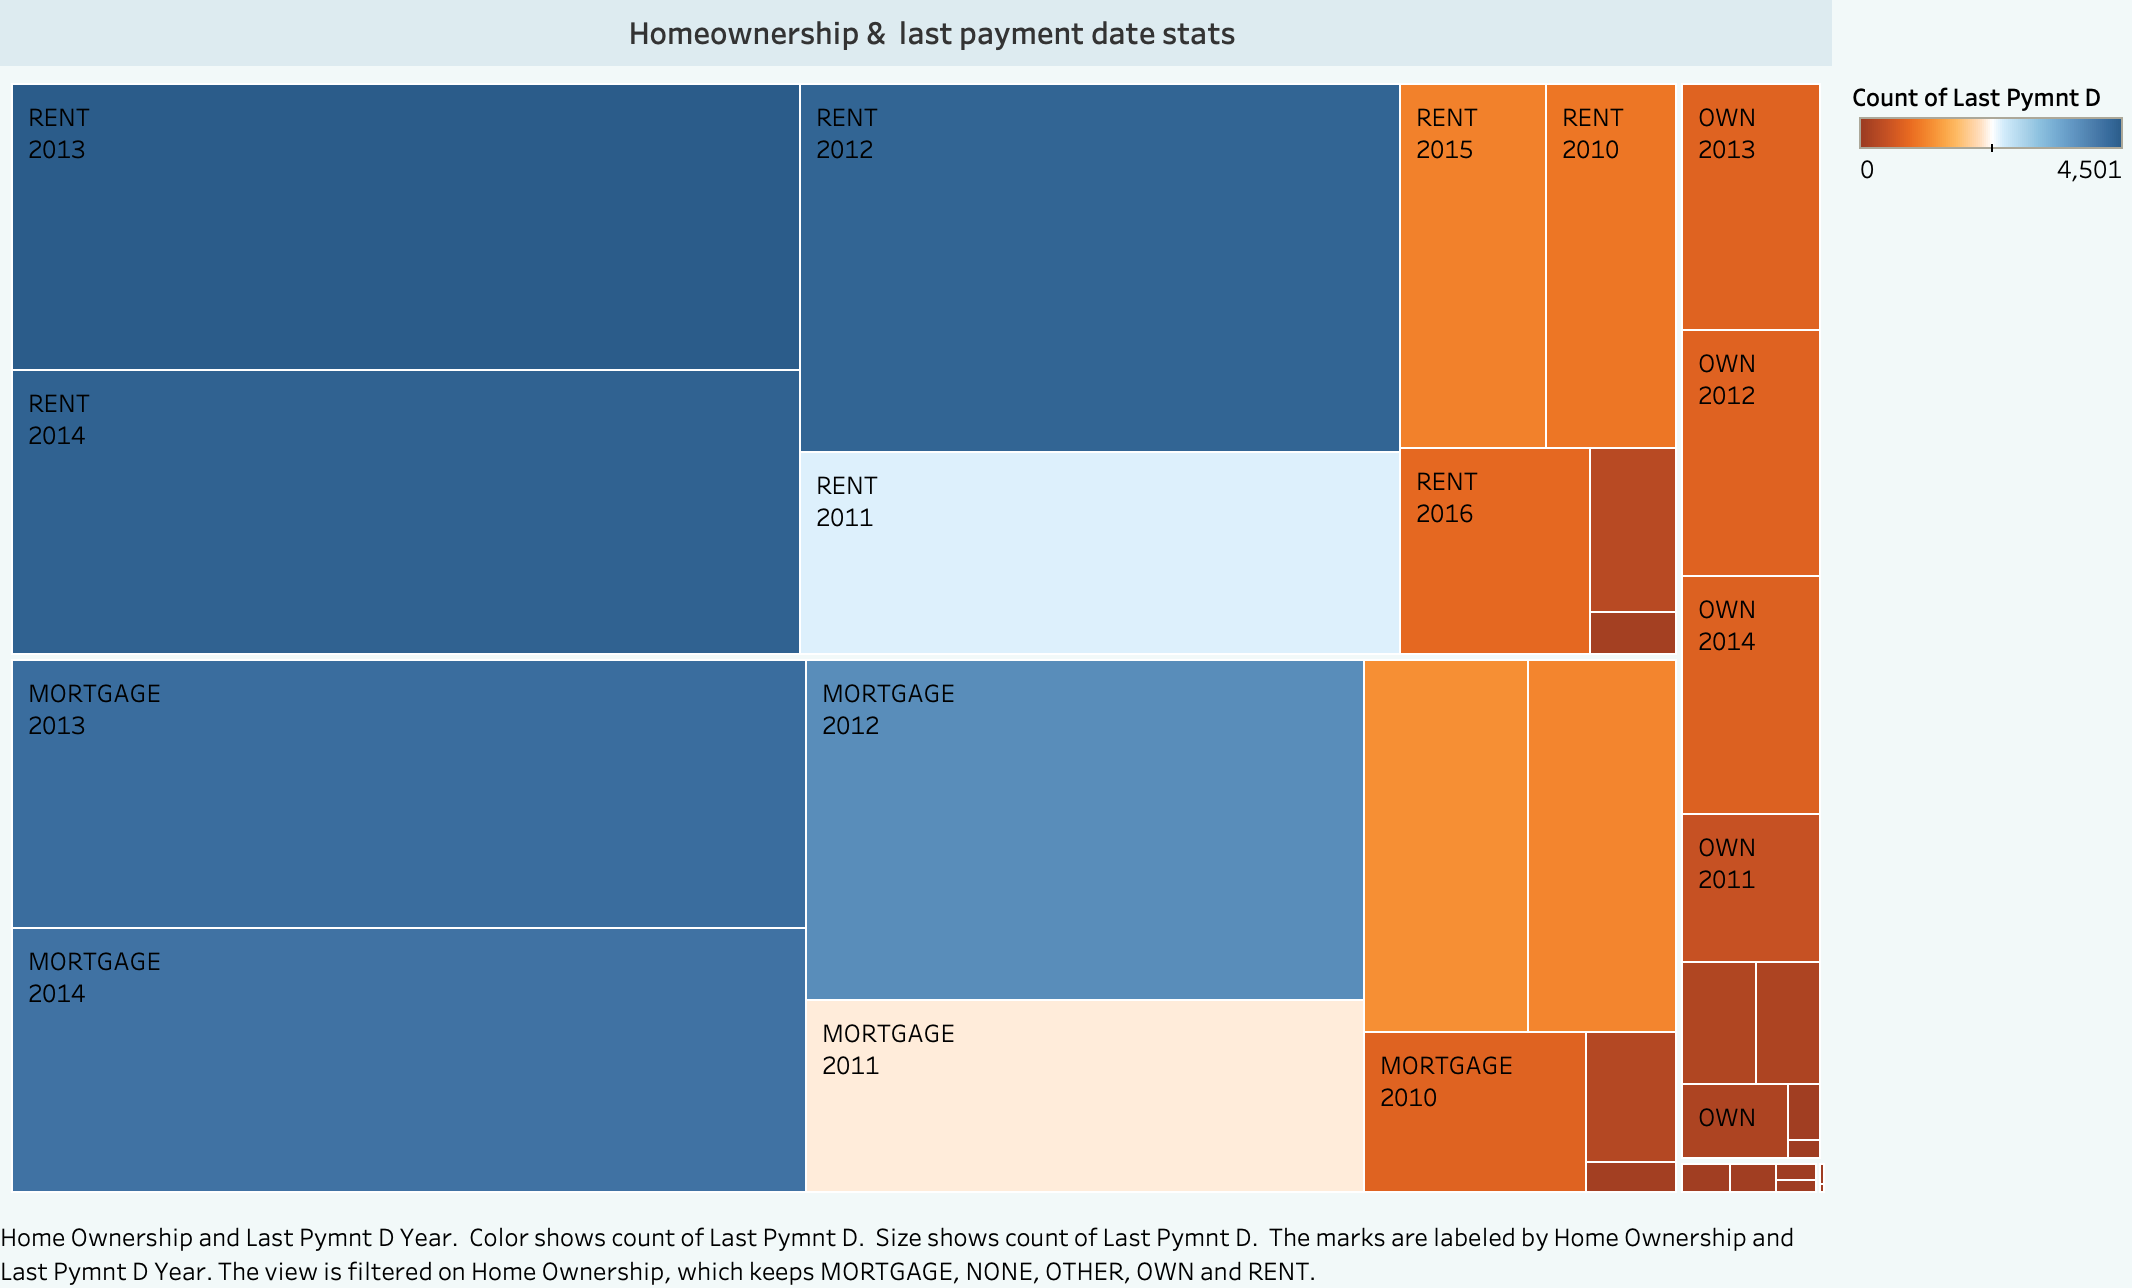 Homeownership & last payment date stats
Count of Last Pymnt D
0
4,501
RENT
2013
RENT
2012
RENT
2015
RENT
2010
OWN
2013
OWN
2012
RENT
2014
RENT
2011
RENT
2016
OWN
2014
MORTGAGE
2013
MORTGAGE
2012
OWN
2011
MORTGAGE
2014
MORTGAGE
2011
MORTGAGE
2010
OWN
Home Ownership and Last Pymnt D Year.  Color shows count of Last Pymnt D.  Size shows count of Last Pymnt D.  The marks are labeled by Home Ownership and
Last Pymnt D Year. The view is filtered on Home Ownership, which keeps MORTGAGE, NONE, OTHER, OWN and RENT.